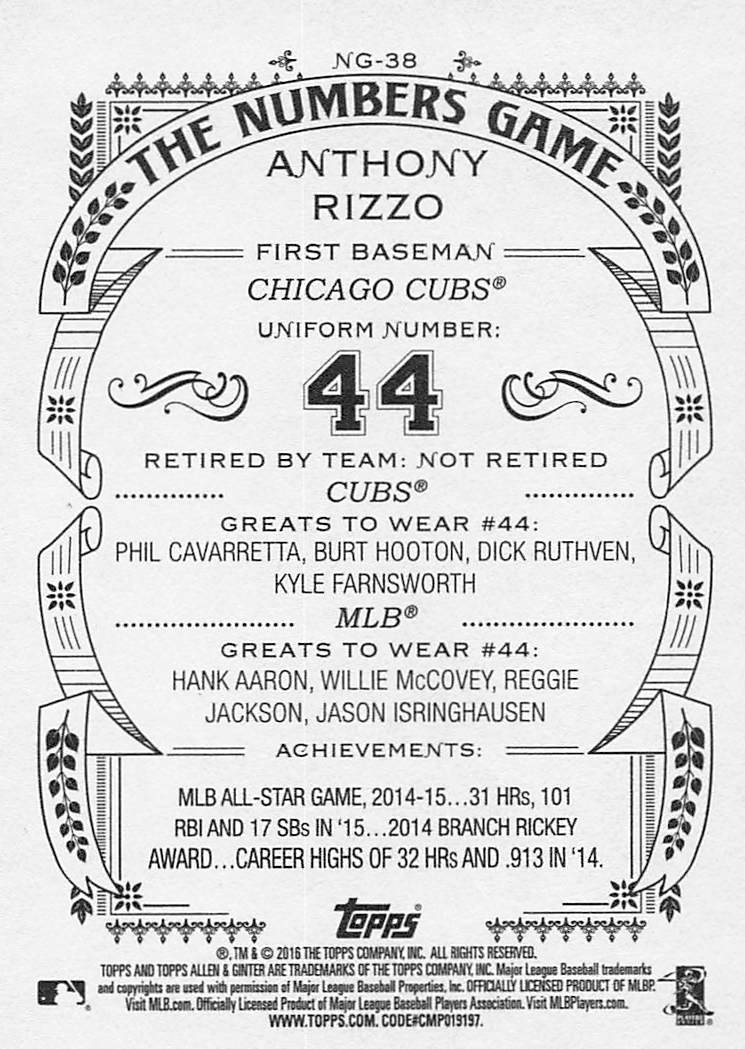 NG-38
THE NUMBERS GAME
ANTHONY
RIZZO
FIRST BASEMAN
CHICAGO CUBS®
UNIFORM NUMBER:
44
RETIRED BY TEAM: NOT RETIRED
CUBS®
GREATS TO WEAR #44:
PHIL CAVARRETTA, BURT HOOTON, DICK RUTHVEN,
KYLE FARNSWORTH
MLB®
GREATS TO WEAR #44:
HANK AARON, WILLIE McCOVEY, REGGIE
JACKSON, JASON ISRINGHAUSEN
ACHIEVEMENTS:
MLB ALL-STAR GAME, 2014-15...31 HRs, 101
RBI AND 17 SBs IN '15...2014 BRANCH RICKEY
AWARD...CAREER HIGHS OF 32 HRs AND .913 IN '14.
Topps
®, TM & © 2016 THE TOPPS COMPANY, INC. ALL RIGHTS RESERVED.
TOPPS AND TOPPS ALLEN & GINTER ARE TRADEMARKS OF THE TOPPS COMPANY, INC. Major League Baseball trademarks
and copyrights are used with permission of Major League Baseball Properties, Inc. OFFICIALLY LICENSED PRODUCT OF MLBP.
Visit MLB.com. Officially Licensed Product of Major League Baseball Players Association. Visit MLBPlayers.com.
WWW.TOPPS.COM. CODE#CMP019197.
PLAYERS
CHOICE